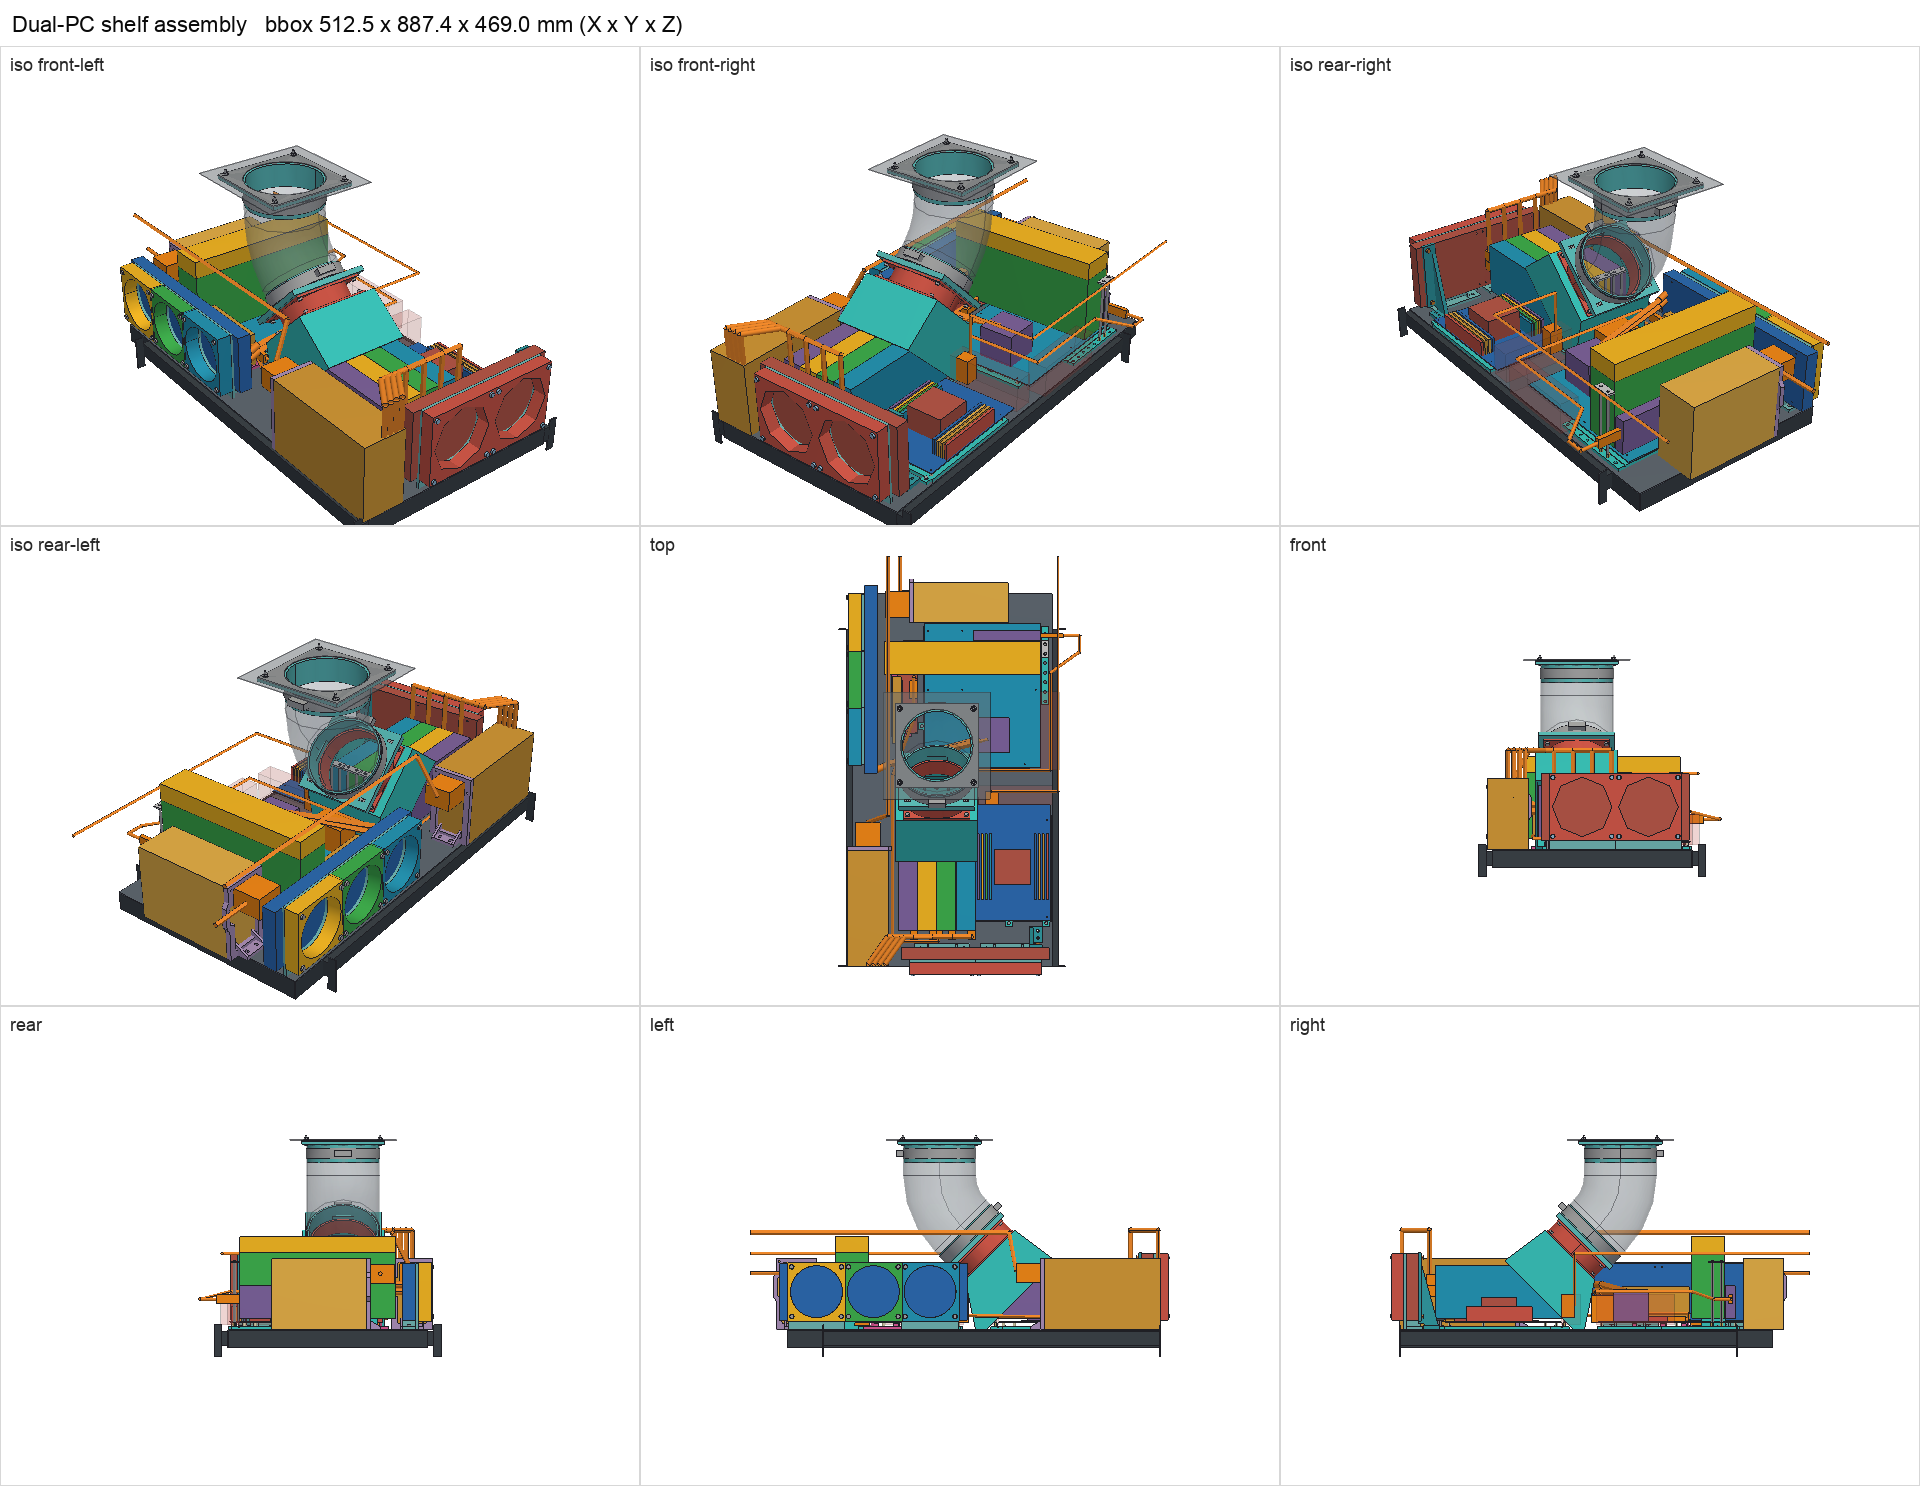 Dual-PC shelf assembly   bbox 512.5 x 887.4 x 469.0 mm (X x Y x Z)
iso front-left
iso front-right
iso rear-right
iso rear-left
top
front
rear
left
right